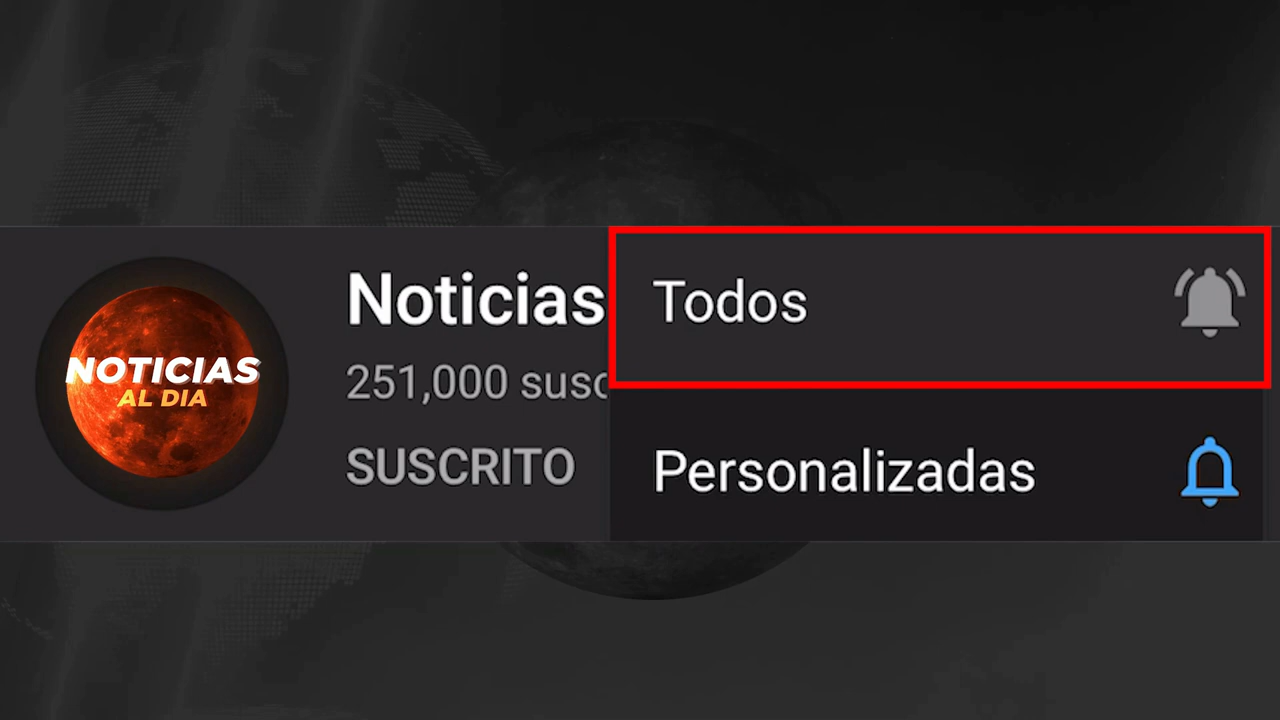 NOTICIAS
AL DIA
Noticias
251,000 susc
SUSCRITO
Todos
Personalizadas